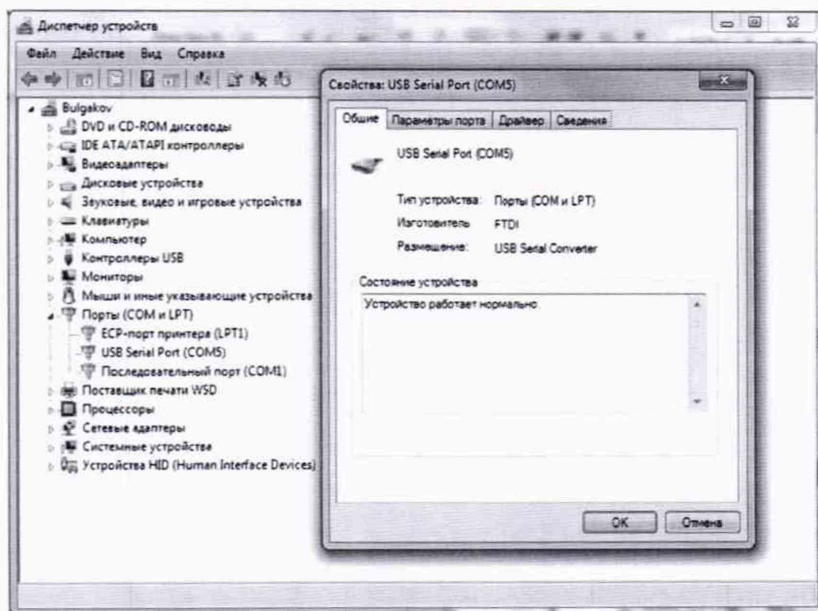 Диспетчер устройств
Файл Действие Вид Справка
Bulgakov
DVD и CD-ROM дисководы
IDE ATA/ATAPI контроллеры
Видеоадаптеры
Дисковые устройства
Звуковые, видео и игровые устройства
Клавиатуры
Компьютер
Контроллеры USB
Мониторы
Мыши и иные указывающие устройства
Порты (COM и LPT)
ECP-порт принтера (LPT1)
USB Serial Port (COM5)
Последовательный порт (COM1)
Поставщик печати WSD
Процессоры
Сетевые адаптеры
Системные устройства
Устройства HID (Human Interface Devices)
Свойства: USB Serial Port (COM5)
Общие Параметры порта Драйвер Сведения
USB Serial Port (COM5)
Тип устройства: Порты (COM и LPT)
Изготовитель: FTDI
Размещение: USB Serial Converter
Состояние устройства
Устройство работает нормально.
OK Отмена